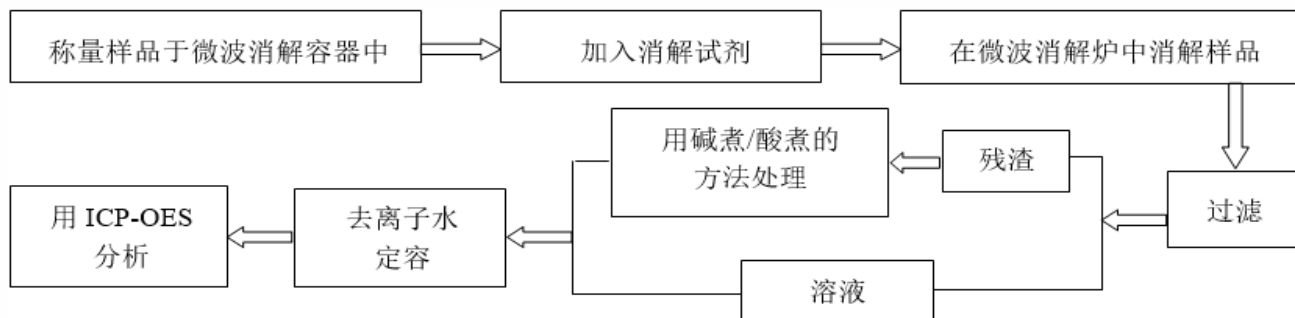 称量样品于微波消解容器中
加入消解试剂
在微波消解炉中消解样品
过滤
残渣
用碱煮/酸煮的
方法处理
溶液
去离子水
定容
用 ICP-OES
分析